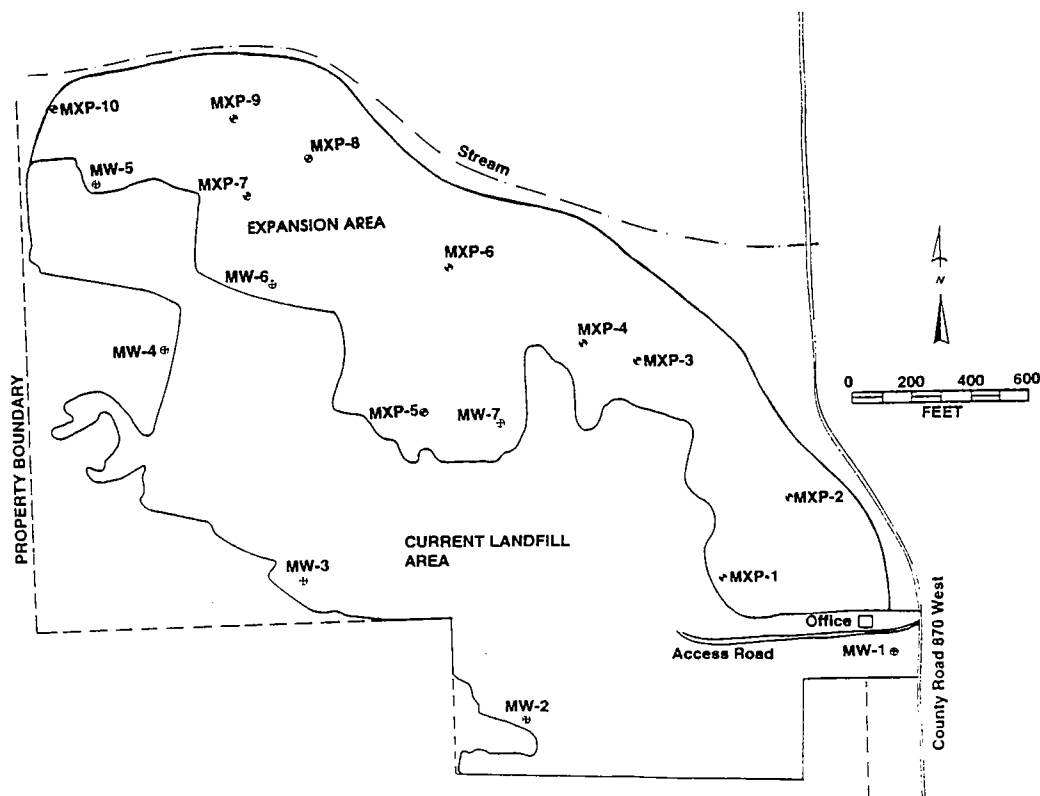 MXP-10
MXP-9
MXP-8
MW-5
MXP-7
Stream
EXPANSION AREA
MXP-6
MW-6
N
MXP-4
MW-4
MXP-3
0 200 400 600
FEET
MXP-5
MW-7
PROPERTY BOUNDARY
MXP-2
CURRENT LANDFILL
AREA
MW-3
MXP-1
Office
Access Road
MW-1
County Road 870 West
MW-2